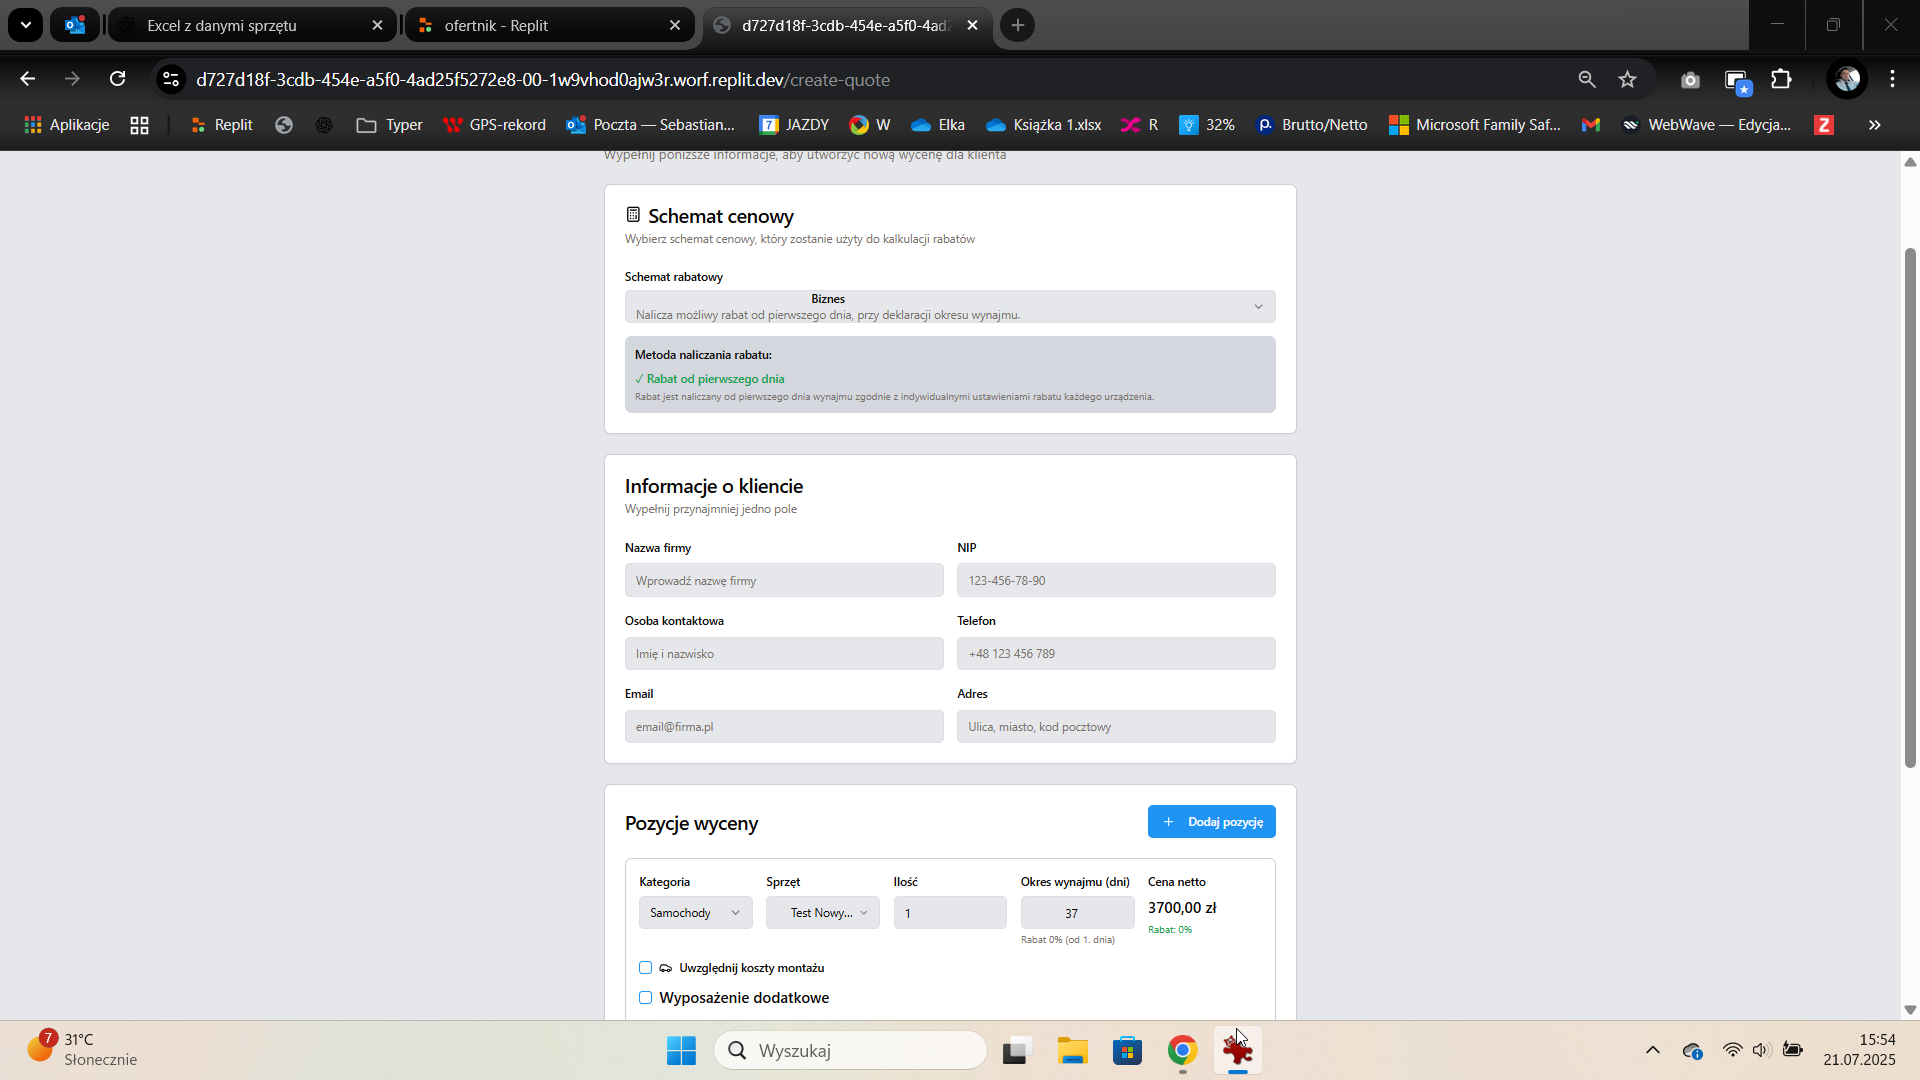 Excel z danymi sprzętu
ofertnik - Replit
d727d18f-3cdb-454e-a5f0-4ad2
d727d18f-3cdb-454e-a5f0-4ad25f5272e8-00-1w9vhod0ajw3r.worf.replit.dev/create-quote
Aplikacje
Replit
Typer
GPS-rekord
Poczta — Sebastian...
7
JAZDY
W
Elka
Książka 1.xlsx
R
32%
Brutto/Netto
Microsoft Family Saf...
WebWave — Edycja...
Z
Wypełnij poniższe informacje, aby utworzyć nową wycenę dla klienta
Schemat cenowy
Wybierz schemat cenowy, który zostanie użyty do kalkulacji rabatów
Schemat rabatowy
Biznes
Nalicza możliwy rabat od pierwszego dnia, przy deklaracji okresu wynajmu.
Metoda naliczania rabatu:
✓ Rabat od pierwszego dnia
Rabat jest naliczany od pierwszego dnia wynajmu zgodnie z indywidualnymi ustawieniami rabatu każdego urządzenia.
Informacje o kliencie
Wypełnij przynajmniej jedno pole
Nazwa firmy
NIP
Wprowadź nazwę firmy
123-456-78-90
Osoba kontaktowa
Telefon
Imię i nazwisko
+48 123 456 789
Email
Adres
email@firma.pl
Ulica, miasto, kod pocztowy
Pozycje wyceny
+ Dodaj pozycję
Kategoria
Sprzęt
Ilość
Okres wynajmu (dni)
Cena netto
Samochody
Test Nowy...
1
37
3700,00 zł
Rabat 0% (od 1. dnia)
Rabat: 0%
Uwzględnij koszty montażu
Wyposażenie dodatkowe
7
31°C
Słonecznie
Wyszukaj
15:54
21.07.2025